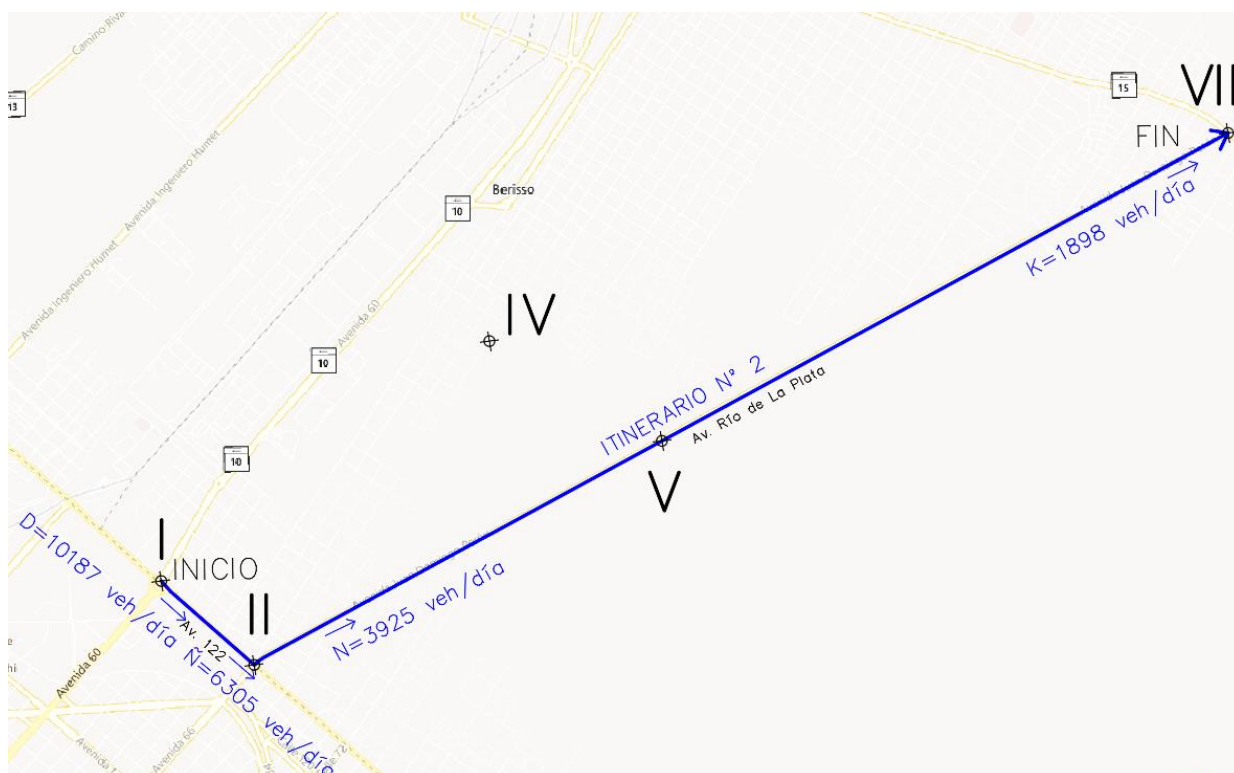 Camino Riva
13
15
VII
FIN
Avenida Ingeniero Humet
Berisso
10
K=1898 veh/día
Avenida Ingeniero Humet
IV
Avenida 60
10
ITINERARIO N° 2
Av. Río de La Plata
10
V
I
INICIO
D=10187 veh/día
II
N=3925 veh/día
Av. 122
Ñ=6305 veh/día
Avenida 60
Avenida 66
72